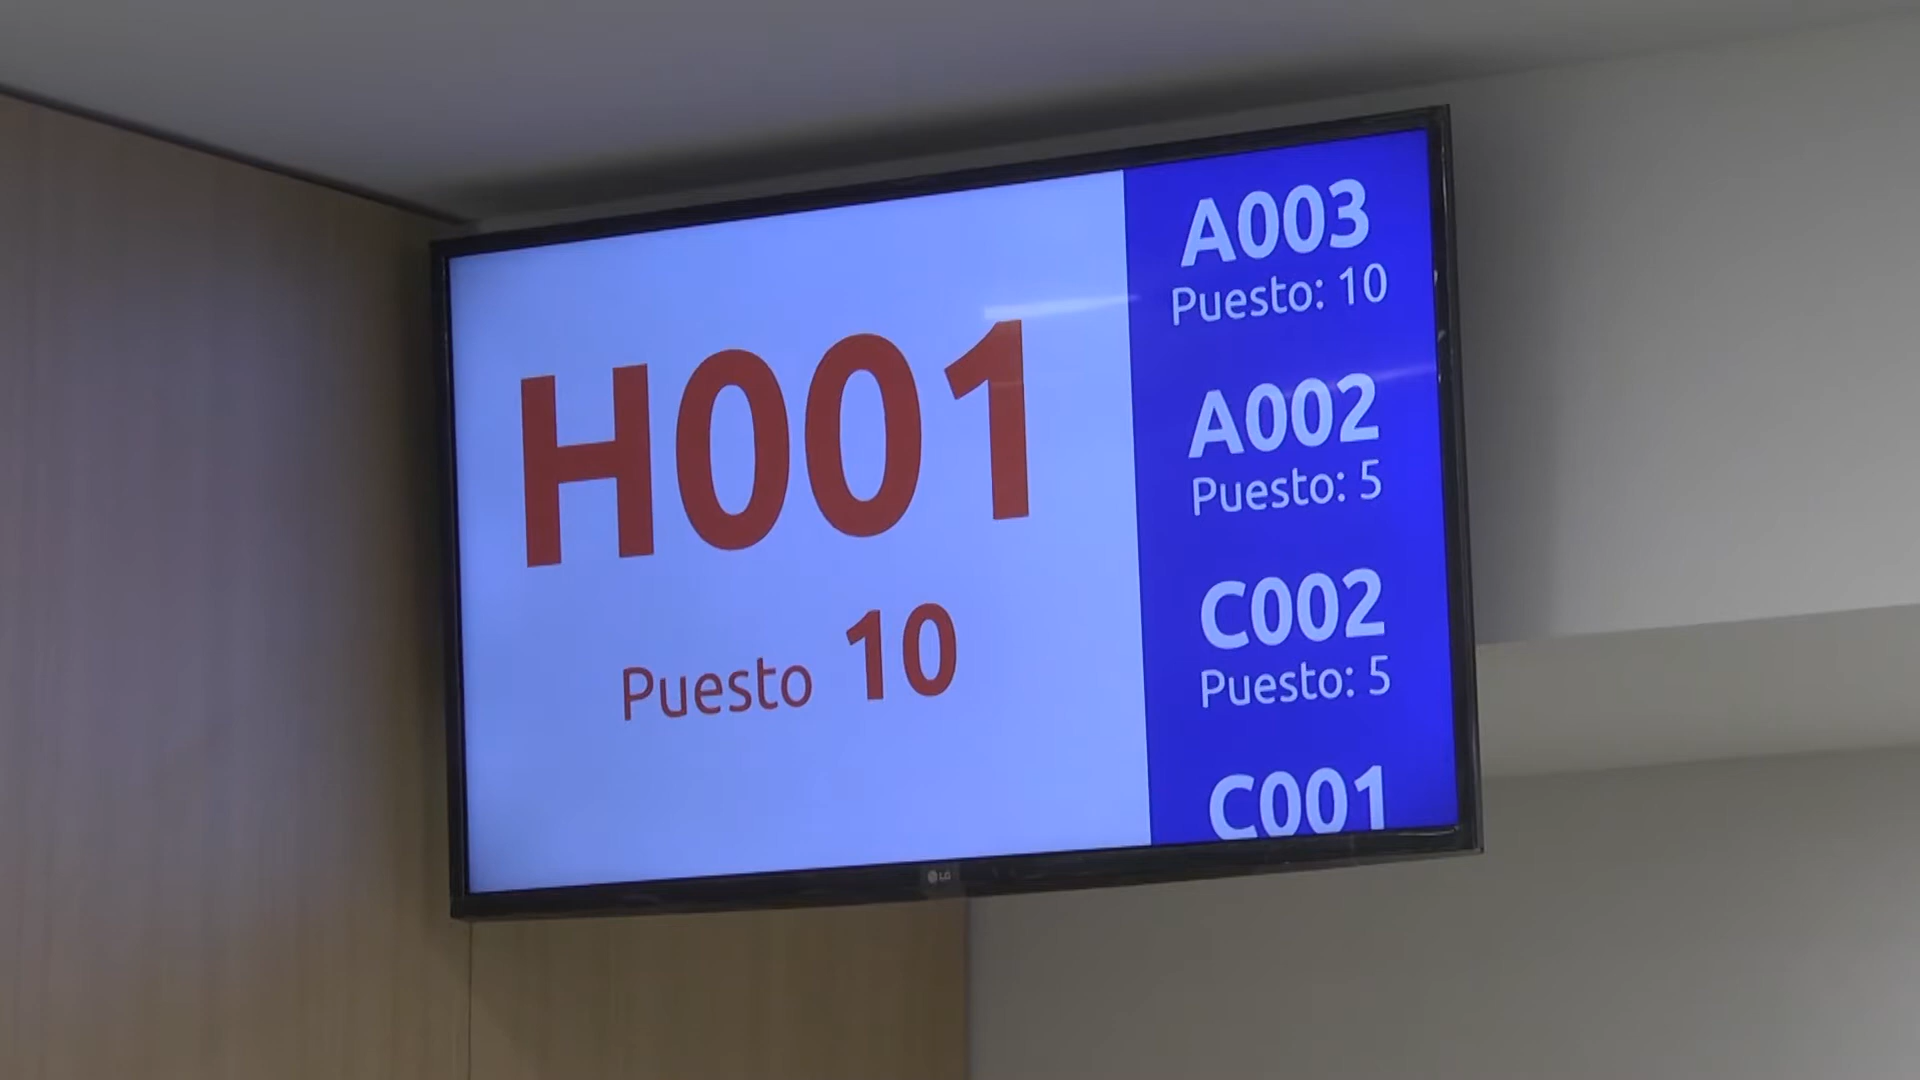 H001
Puesto 10
A003
Puesto: 10
A002
Puesto: 5
C002
Puesto: 5
C001
LG